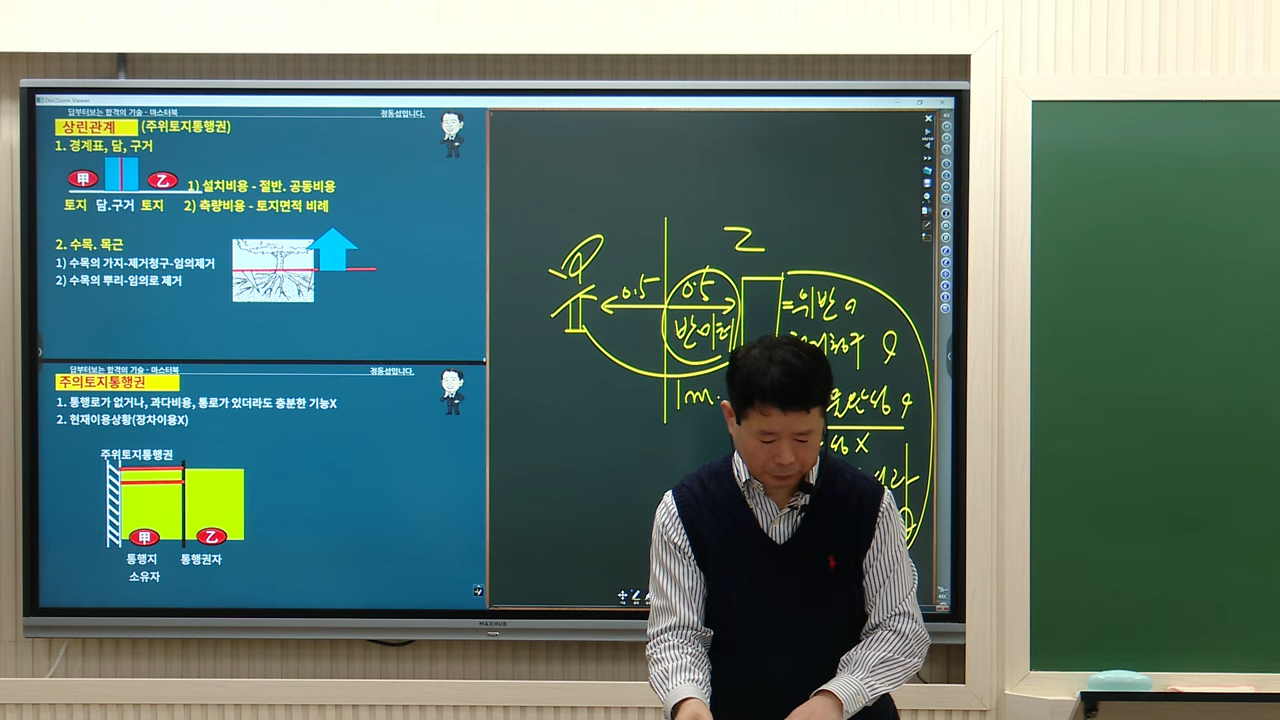 DocZoom Viewer
답부터보는 합격의 기술 - 마스터북
정동섭입니다.
상린관계 (주위토지통행권)
1. 경계표, 담, 구거
甲 乙
1) 설치비용 - 절반. 공동비용
토지 담.구거 토지 2) 측량비용 - 토지면적 비례
2. 수목. 목근
1) 수목의 가지-제거청구-임의제거
2) 수목의 뿌리-임의로 제거
답부터보는 합격의 기술 - 마스터북
정동섭입니다.
주의토지통행권
1. 통행로가 없거나, 과다비용, 통로가 있더라도 충분한 기능X
2. 현재이용상황(장차이용X)
주위토지통행권
甲 乙
통행지 통행권자
소유자
0.5 0.5
반미터
=위반
1m.
MAXHUB